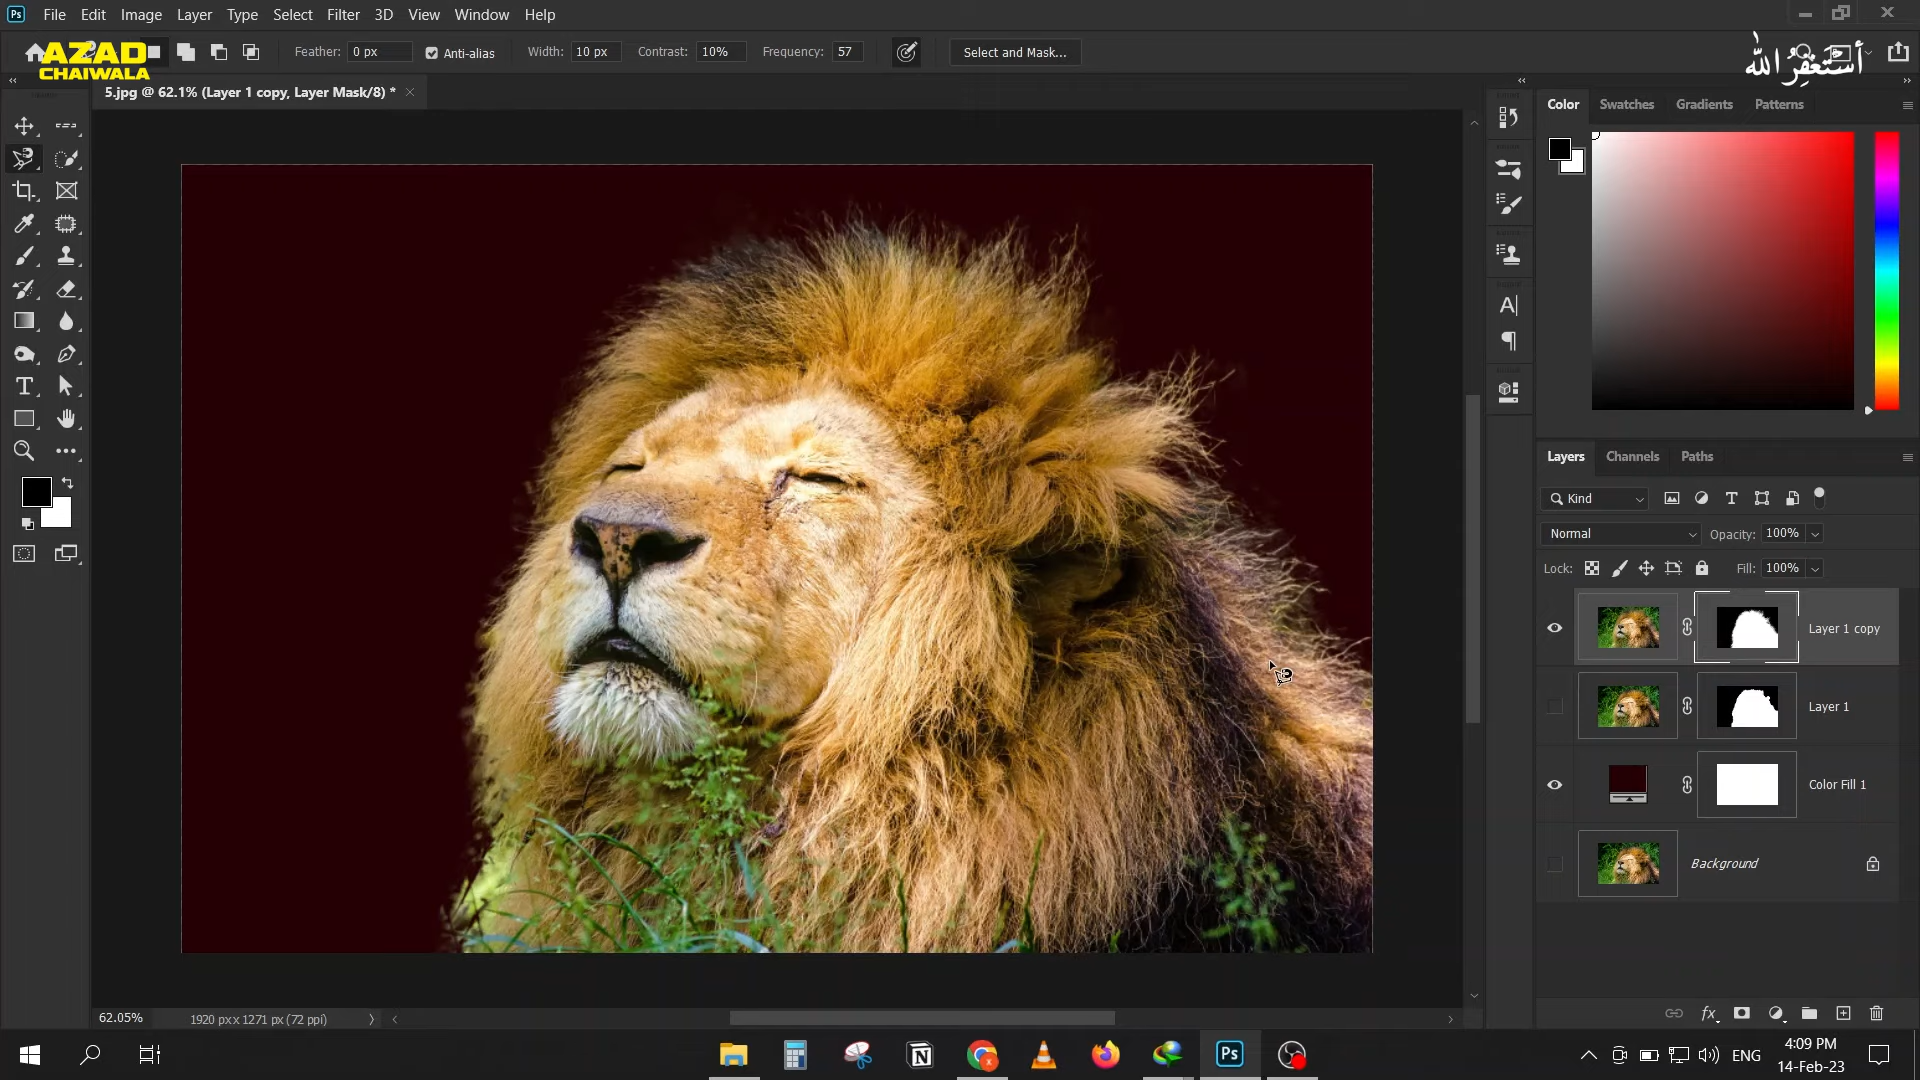 Ps File Edit Image Layer Type Select Filter 3D View Window Help
AZAD
CHAIWALA
Feather: 0 px Anti-alias Width: 10 px Contrast: 10% Frequency: 57 Select and Mask...
أستغفر الله
5.jpg @ 62.1% (Layer 1 copy, Layer Mask/8) *
Color Swatches Gradients Patterns
Layers Channels Paths
Kind
Normal Opacity: 100%
Lock: Fill: 100%
Layer 1 copy
Layer 1
Color Fill 1
Background
62.05% 1920 px x 1271 px (72 ppi)
ENG
4:09 PM
14-Feb-23